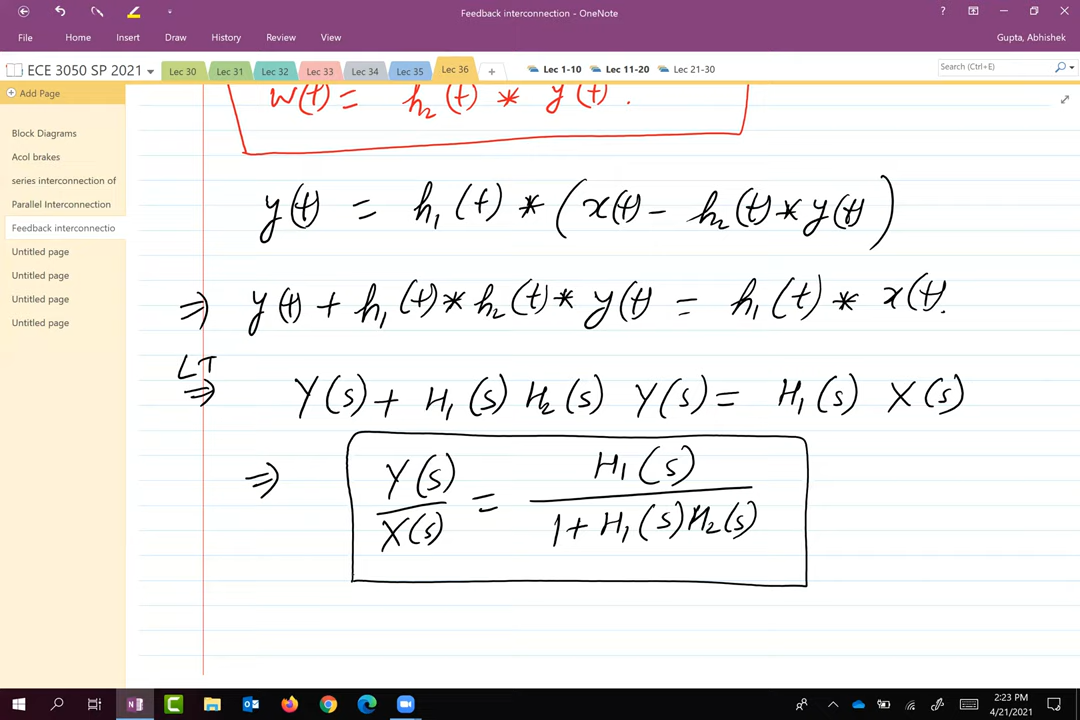 Feedback interconnection - OneNote
?
File Home Insert Draw History Review View
Gupta, Abhishek
ECE 3050 SP 2021
Lec 30 Lec 31 Lec 32 Lec 33 Lec 34 Lec 35 Lec 36 + Lec 1-10 Lec 11-20 Lec 21-30
Search (Ctrl+E)
Add Page
Block Diagrams
Acol brakes
series interconnection of
Parallel Interconnection
Feedback interconnectio
Untitled page
Untitled page
Untitled page
Untitled page
w(t) = h₂(t) * y(t).
y(t) = h₁(t) * (x(t) - h₂(t) * y(t))
⇒ y(t) + h₁(t) * h₂(t) * y(t) = h₁(t) * x(t).
LT
⇒ Y(s) + H₁(s) H₂(s) Y(s) = H₁(s) X(s)
⇒ Y(s)/X(s) = H₁(s)/(1 + H₁(s)H₂(s))
2:23 PM
4/21/2021